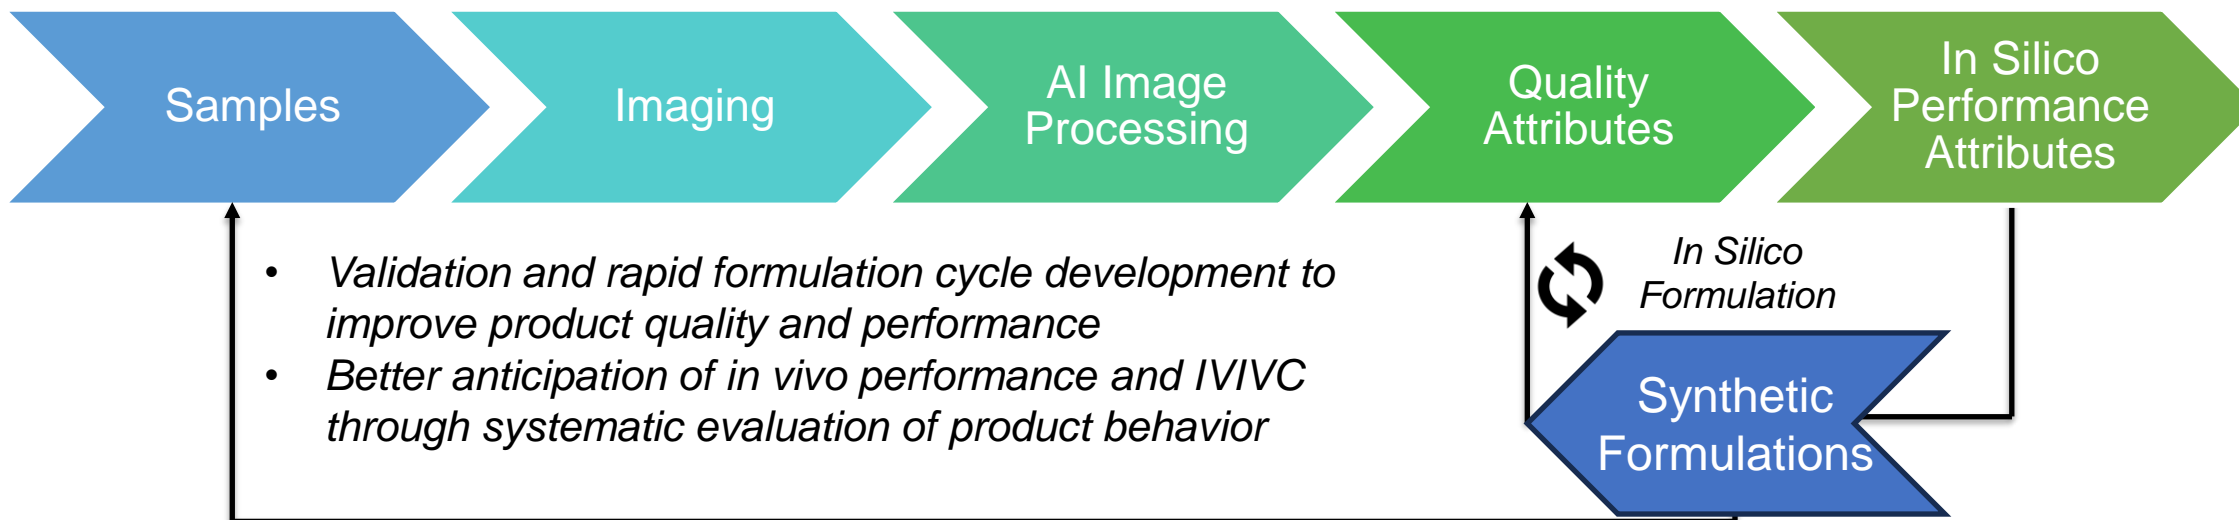 Samples
Imaging
AI Image
Processing
Quality
Attributes
In Silico
Performance
Attributes
• Validation and rapid formulation cycle development to
improve product quality and performance
• Better anticipation of in vivo performance and IVIVC
through systematic evaluation of product behavior
In Silico
Formulation
Synthetic
Formulations